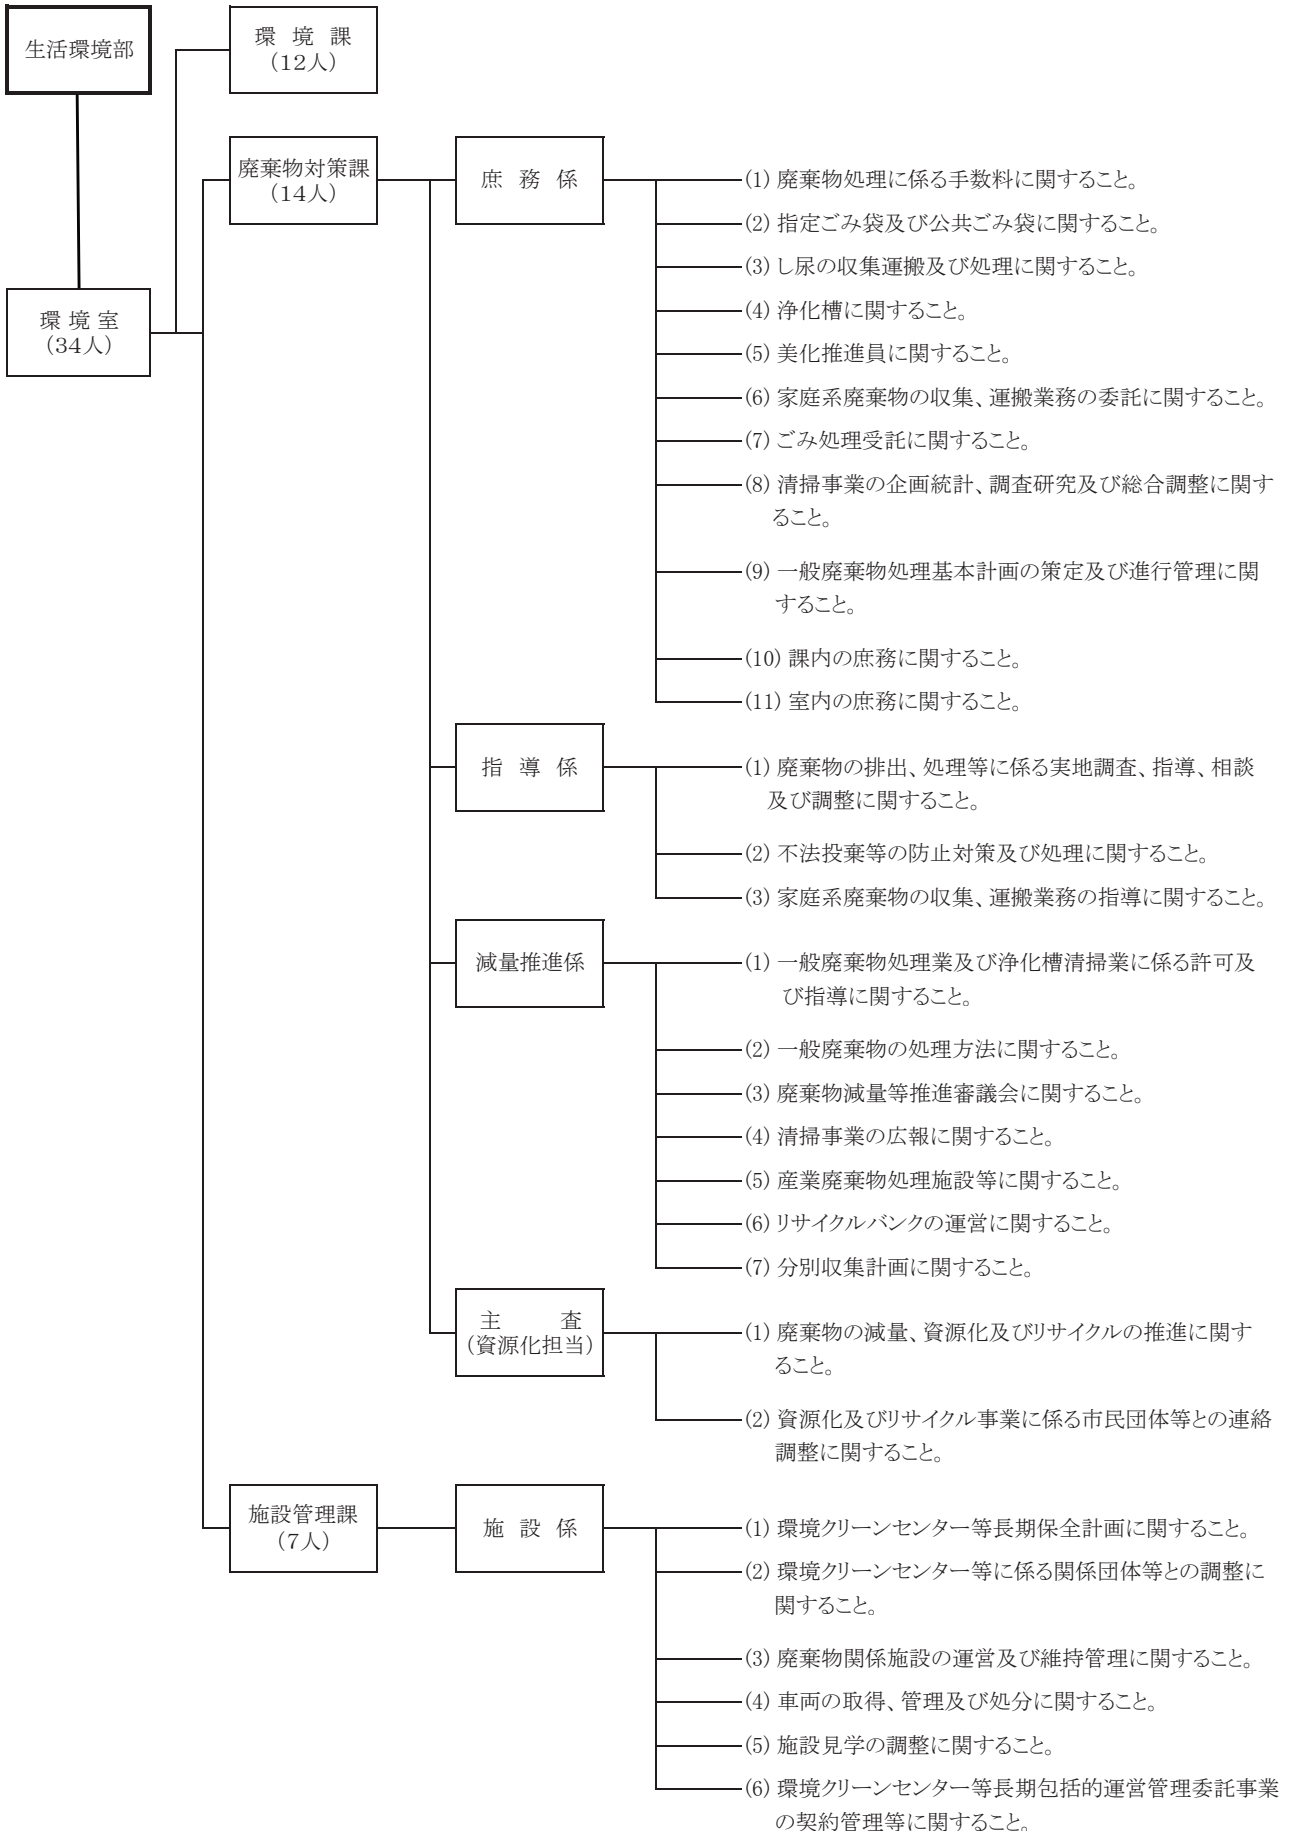 生活環境部
環境課
(12人)
廃棄物対策課
(14人)
庶務係
(1) 廃棄物処理に係る手数料に関すること。
(2) 指定ごみ袋及び公共ごみ袋に関すること。
(3) し尿の収集運搬及び処理に関すること。
環境室
(34人)
(4) 浄化槽に関すること。
(5) 美化推進員に関すること。
(6) 家庭系廃棄物の収集、運搬業務の委託に関すること。
(7) ごみ処理受託に関すること。
(8) 清掃事業の企画統計、調査研究及び総合調整に関す
ること。
(9) 一般廃棄物処理基本計画の策定及び進行管理に関
すること。
(10) 課内の庶務に関すること。
(11) 室内の庶務に関すること。
指導係
(1) 廃棄物の排出、処理等に係る実地調査、指導、相談
及び調整に関すること。
(2) 不法投棄等の防止対策及び処理に関すること。
(3) 家庭系廃棄物の収集、運搬業務の指導に関すること。
減量推進係
(1) 一般廃棄物処理業及び浄化槽清掃業に係る許可及
び指導に関すること。
(2) 一般廃棄物の処理方法に関すること。
(3) 廃棄物減量等推進審議会に関すること。
(4) 清掃事業の広報に関すること。
(5) 産業廃棄物処理施設等に関すること。
(6) リサイクルバンクの運営に関すること。
(7) 分別収集計画に関すること。
主査
(資源化担当)
(1) 廃棄物の減量、資源化及びリサイクルの推進に関す
ること。
(2) 資源化及びリサイクル事業に係る市民団体等との連絡
調整に関すること。
施設管理課
(7人)
施設係
(1) 環境クリーンセンター等長期保全計画に関すること。
(2) 環境クリーンセンター等に係る関係団体等との調整に
関すること。
(3) 廃棄物関係施設の運営及び維持管理に関すること。
(4) 車両の取得、管理及び処分に関すること。
(5) 施設見学の調整に関すること。
(6) 環境クリーンセンター等長期包括的運営管理委託事業
の契約管理等に関すること。